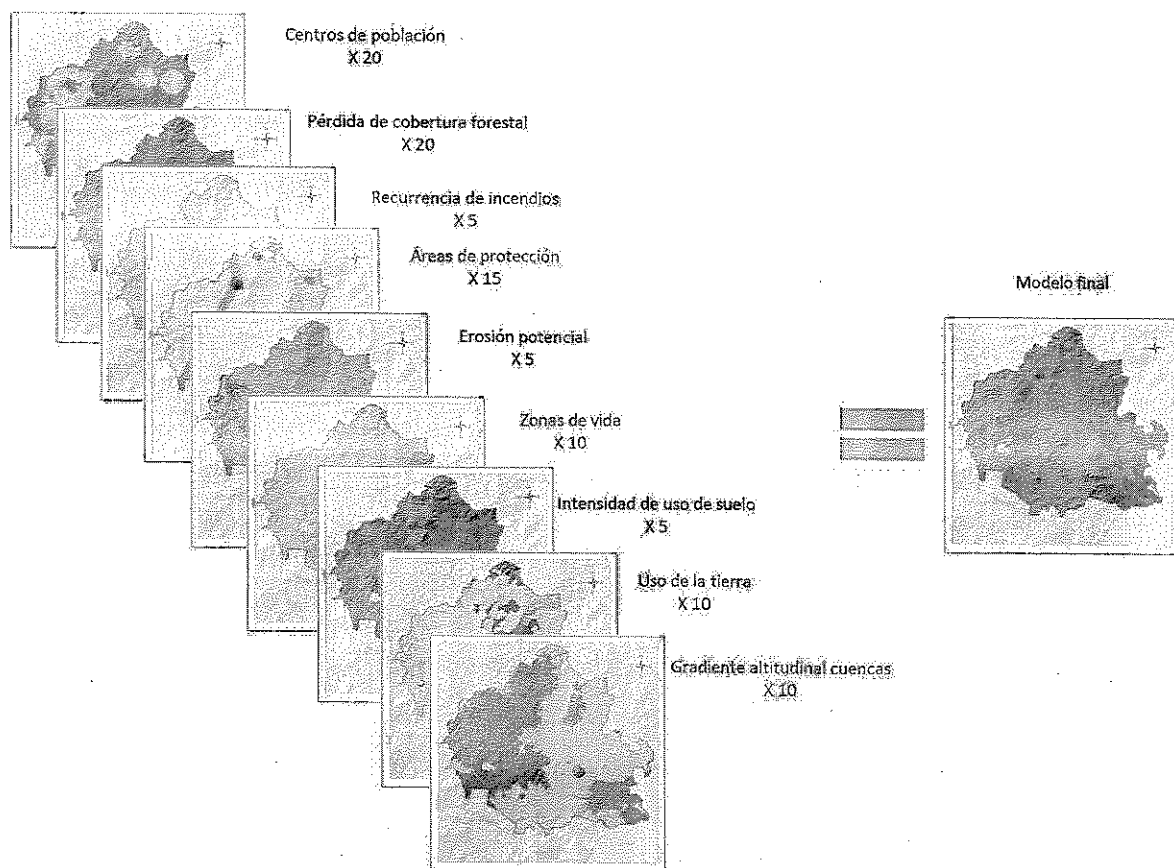 Centros de población
X 20
Pérdida de cobertura forestal
X 20
Recurrencia de incendios
X 5
Áreas de protección
X 15
Erosión potencial
X 5
Zonas de vida
X 10
Intensidad de uso de suelo
X 5
Uso de la tierra
X 10
Gradiente altitudinal cuencas
X 10
Modelo final